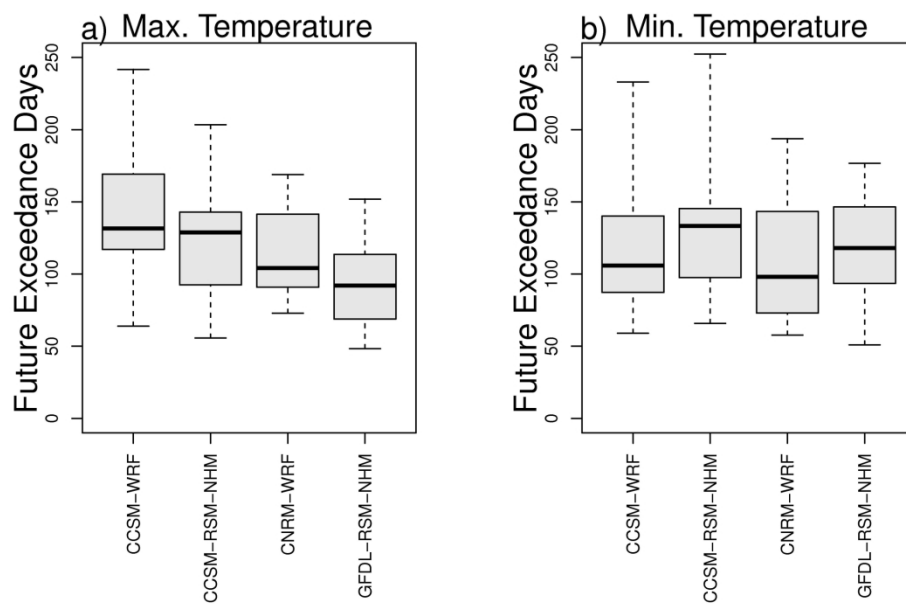 a) Max. Temperature
Future Exceedance Days
250
200
150
100
50
0
CCSM-WRF
CCSM-RSM-NHM
CNRM-WRF
GFDL-RSM-NHM
b) Min. Temperature
Future Exceedance Days
250
200
150
100
50
0
CCSM-WRF
CCSM-RSM-NHM
CNRM-WRF
GFDL-RSM-NHM